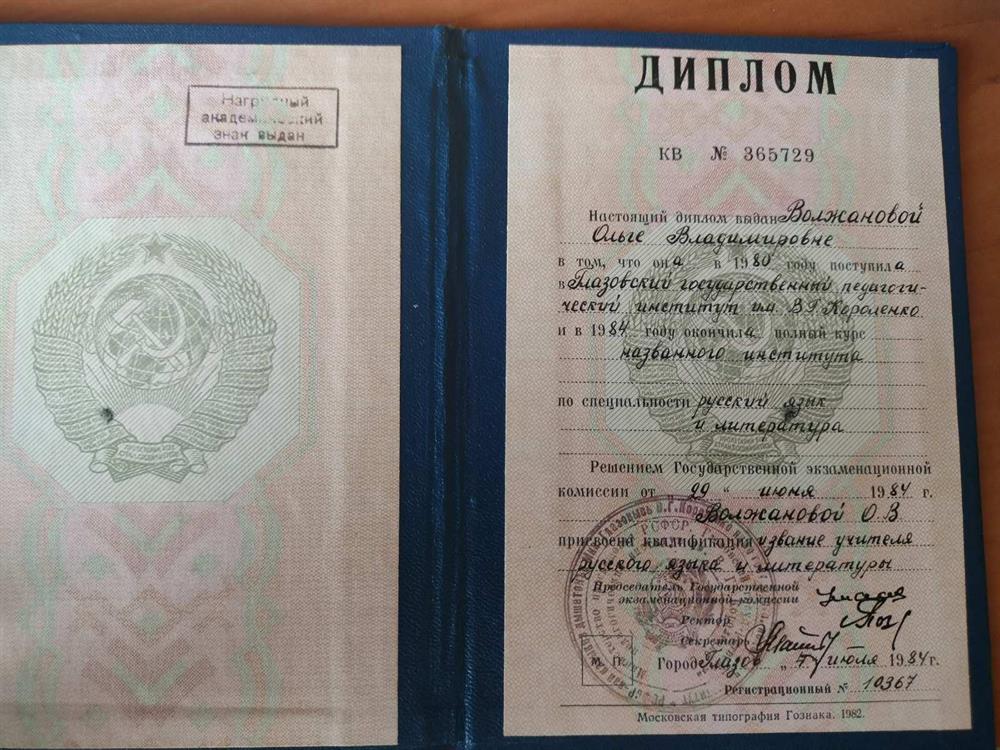 Нагрудный
академический
знак выдан
ДИПЛОМ
КВ № 365729
Настоящий диплом выдан Волжановой
Ольге Владимировне
в том, что она в 1980 году поступила
в Глазовский государственный педагоги-
ческий институт им. В.Г. Короленко
и в 1984 году окончила полный курс
названного института
по специальности русский язык
и литература
Решением Государственной экзаменационной
комиссии от „29“ июня 1984 г.
Волжановой О.В
присвоена квалификация и звание учителя
русского языка и литературы
Председатель Государственной
экзаменационной комиссии
Ректор
Секретарь
М. П. Город Глазов „7“ июля 1984г.
Регистрационный № 10367
Московская типография Гознака. 1982.